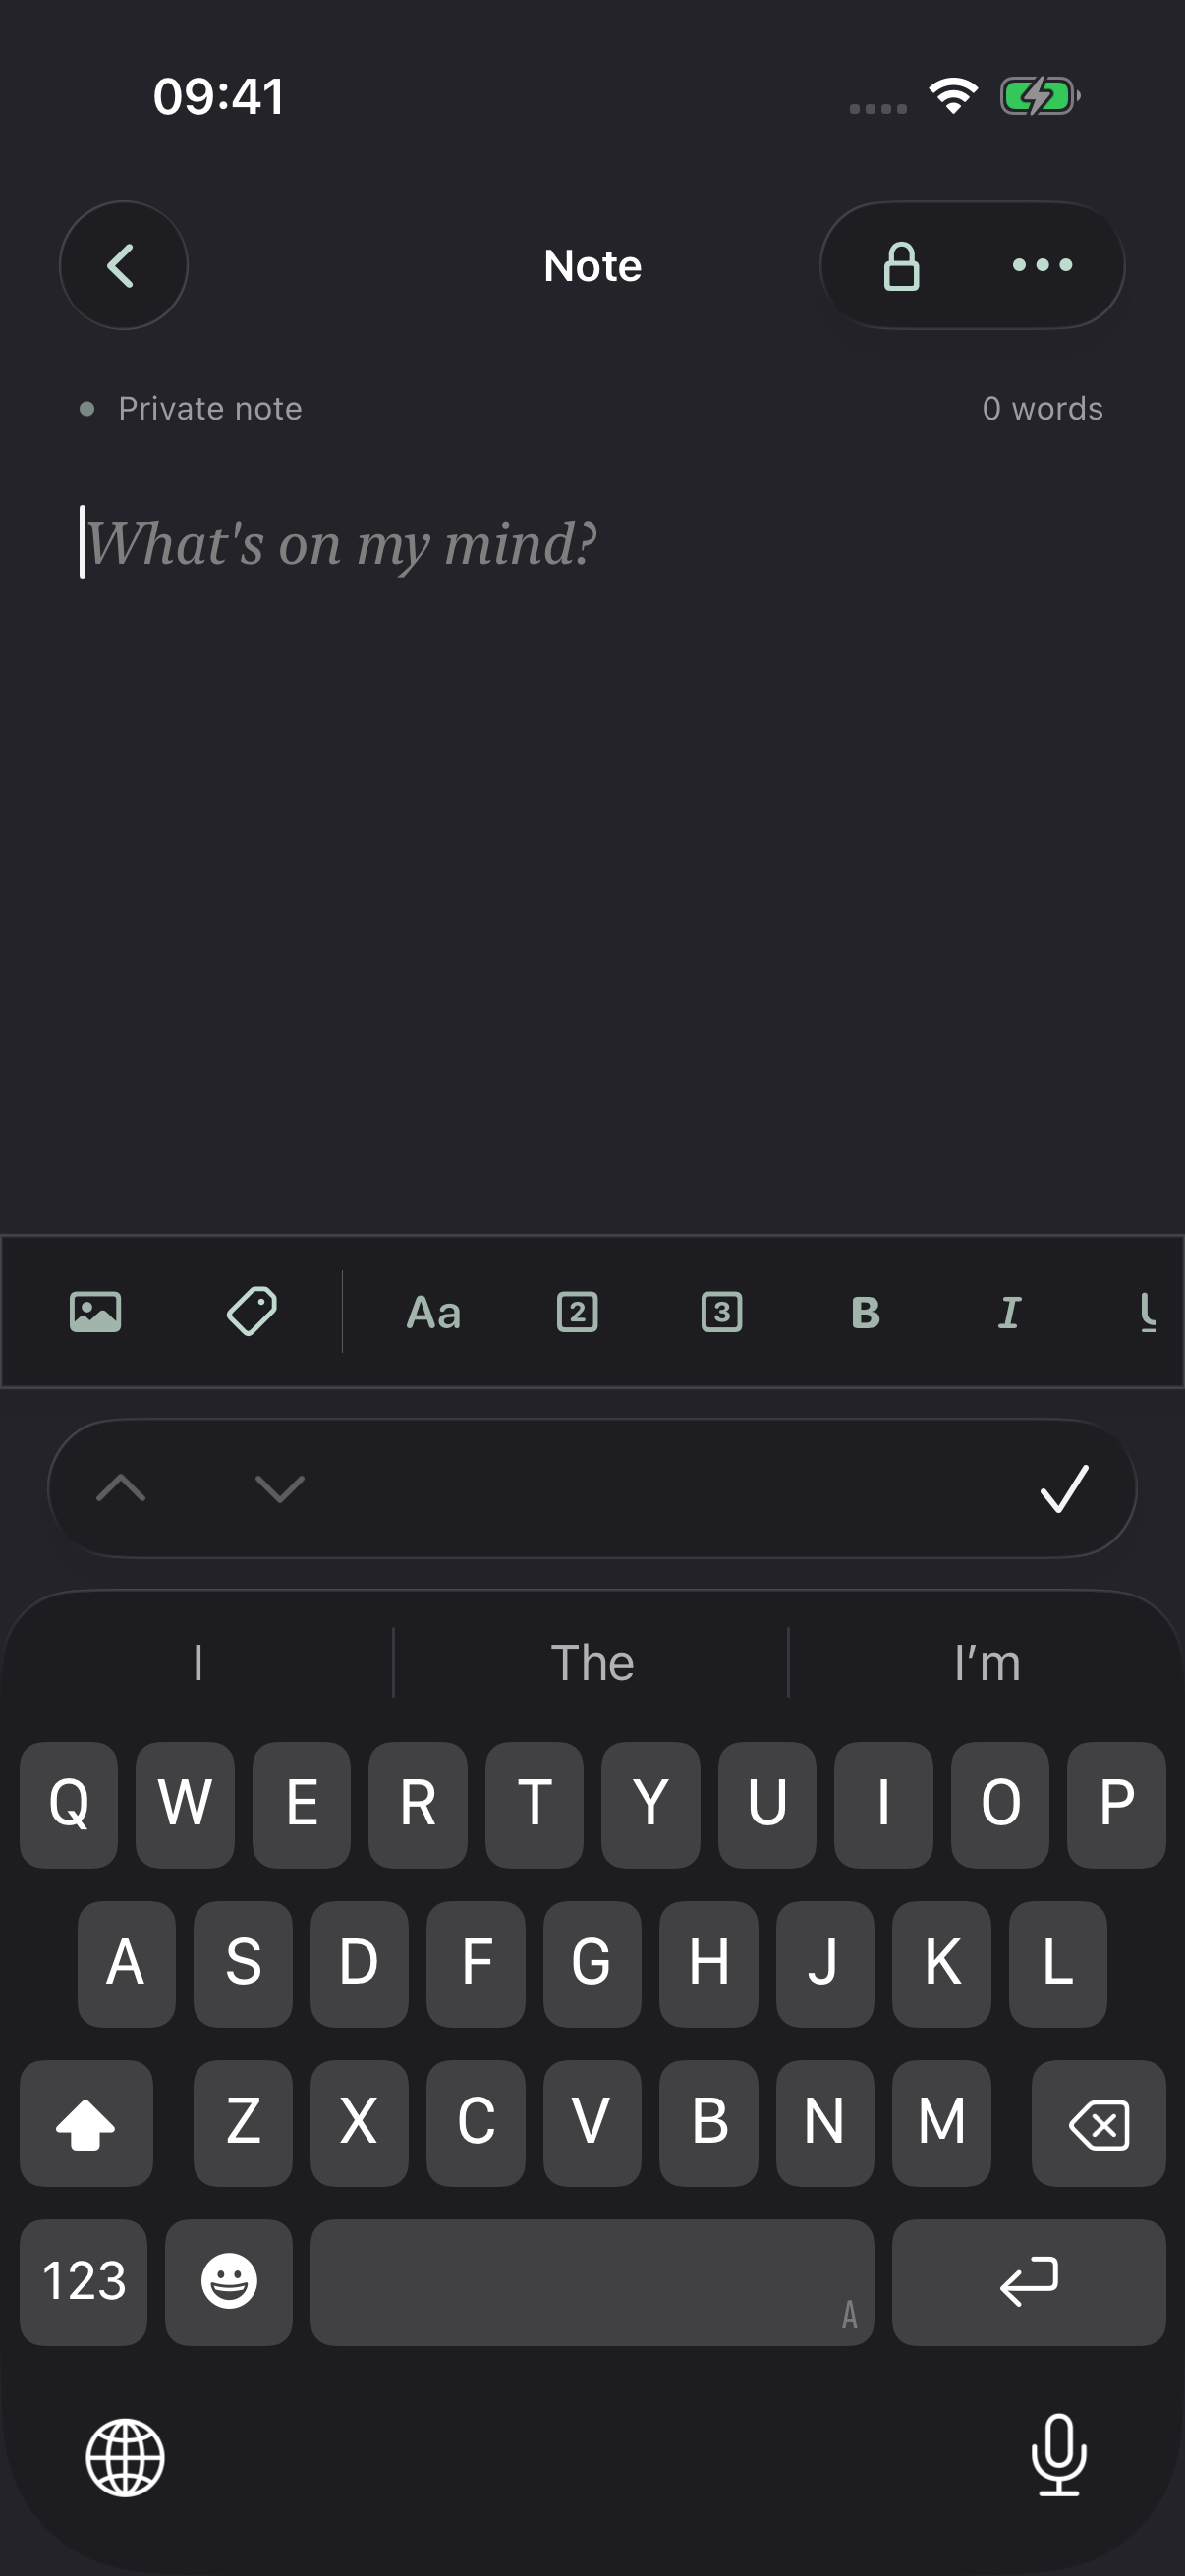 09:41
Note
Private note
0 words
What's on my mind?
Aa
2
3
B
I
U
I
The
I’m
Q W E R T Y U I O P
A S D F G H J K L
Z X C V B N M
123
A